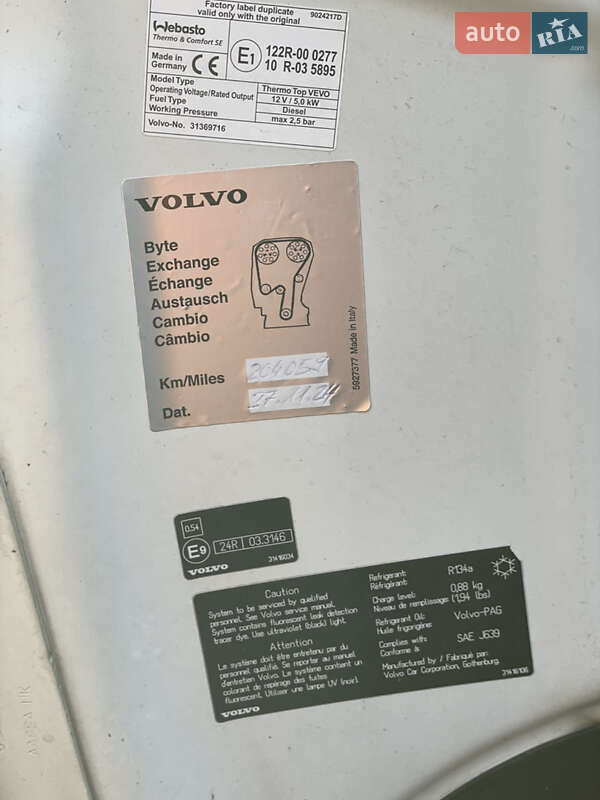 Factory label duplicate
valid only with the original
9024217D
Webasto
Thermo & Comfort SE
Made in
Germany
CE
E1
122R-00 0277
10 R-03 5895
Model Type Thermo Top VEVO
Operating Voltage/Rated Output 12 V / 5,0 kW
Fuel Type Diesel
Working Pressure max 2,5 bar
Volvo-No. 31369716
auto RIA
.com
VOLVO
Byte
Exchange
Échange
Austausch
Cambio
Câmbio
Km/Miles 204059
Dat. 27.11.24
5927377 Made in Italy
0.54
E9 24R 03.3146
VOLVO
31416034
Caution
System to be serviced by qualified
personnel. See Volvo service manual.
System contains fluorescent leak detection
tracer dye. Use ultraviolet (black) light.
Attention
Le système doit être entretenu par du
personnel qualifié. Se reporter au manuel
d'entretien Volvo. Le système contient un
colorant de repérage des fuites
fluorescent. Utiliser une lampe UV (noir).
VOLVO
Refrigerant: R134a
Réfrigérant:
Charge level: 0,88 kg
Niveau de remplissage: (1,94 lbs)
Refrigerant Oil: Volvo-PAG
Huile frigorigène:
Complies with: SAE J639
Conforme à
Manufactured by / Fabriqué par:
Volvo Car Corporation, Gothenburg.
31416106